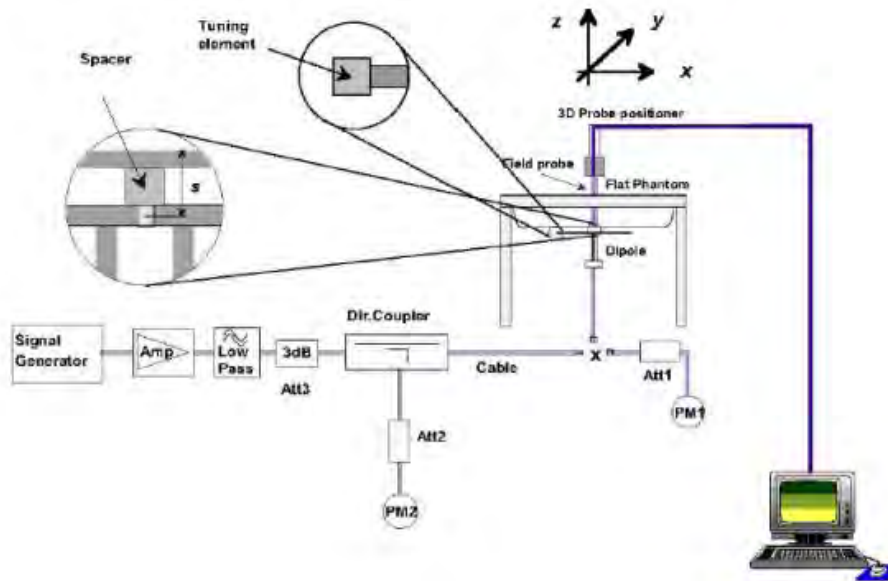 Tuning
element
z
y
x
Spacer
3D Probe positioner
s
Field probe
Flat Phantom
Dipole
Dir.Coupler
Signal
Generator
Amp
Low
Pass
3dB
Att3
Cable
x
Att1
PM1
Att2
PM2